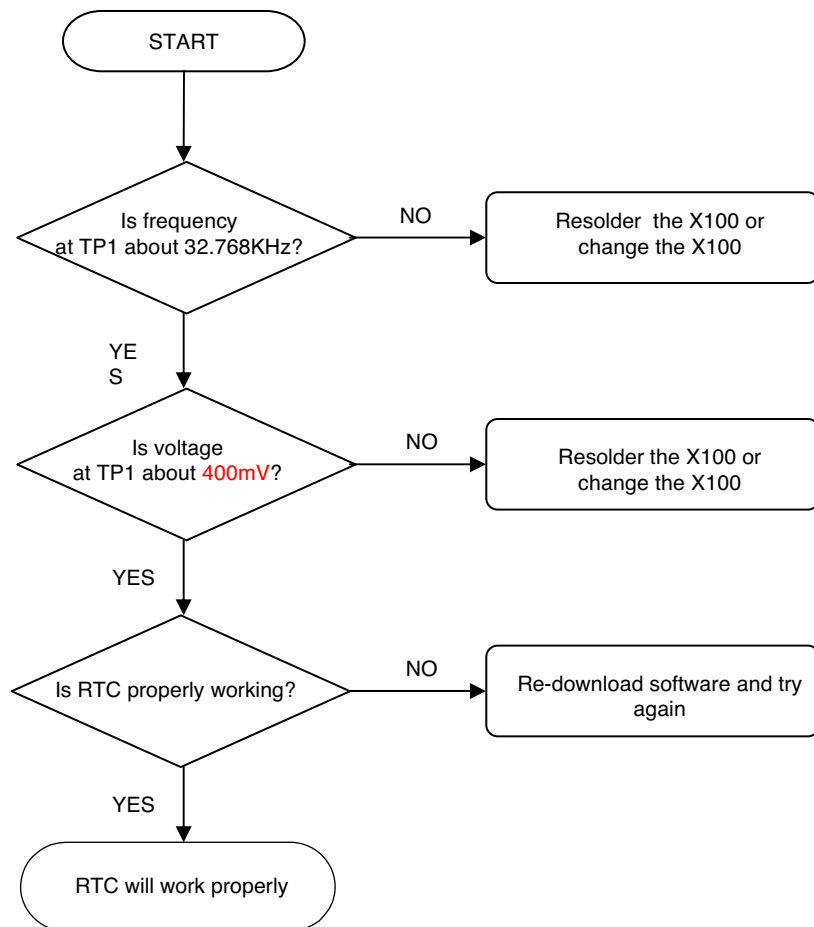 START
Is frequency
at TP1 about 32.768KHz?
NO
Resolder the X100 or
change the X100
YE
S
Is voltage
at TP1 about 400mV?
NO
Resolder the X100 or
change the X100
YES
Is RTC properly working?
NO
Re-download software and try
again
YES
RTC will work properly